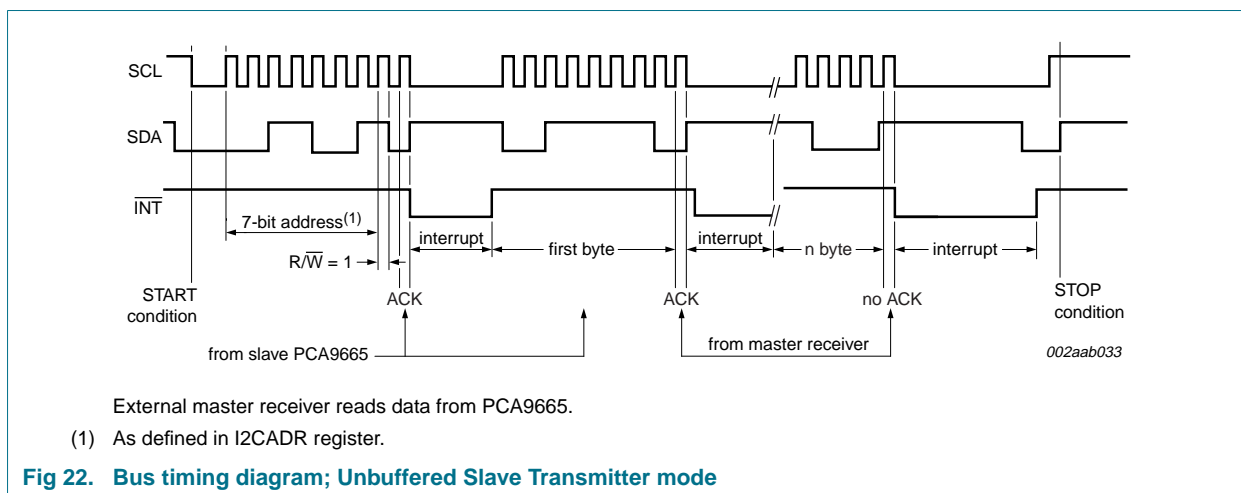 SCL
SDA
INT
7-bit address(1)
interrupt
first byte
interrupt
n byte
interrupt
R/W = 1
START
condition
ACK
ACK
no ACK
STOP
condition
from slave PCA9665
from master receiver
002aab033
External master receiver reads data from PCA9665.
(1) As defined in I2CADR register.
Fig 22. Bus timing diagram; Unbuffered Slave Transmitter mode